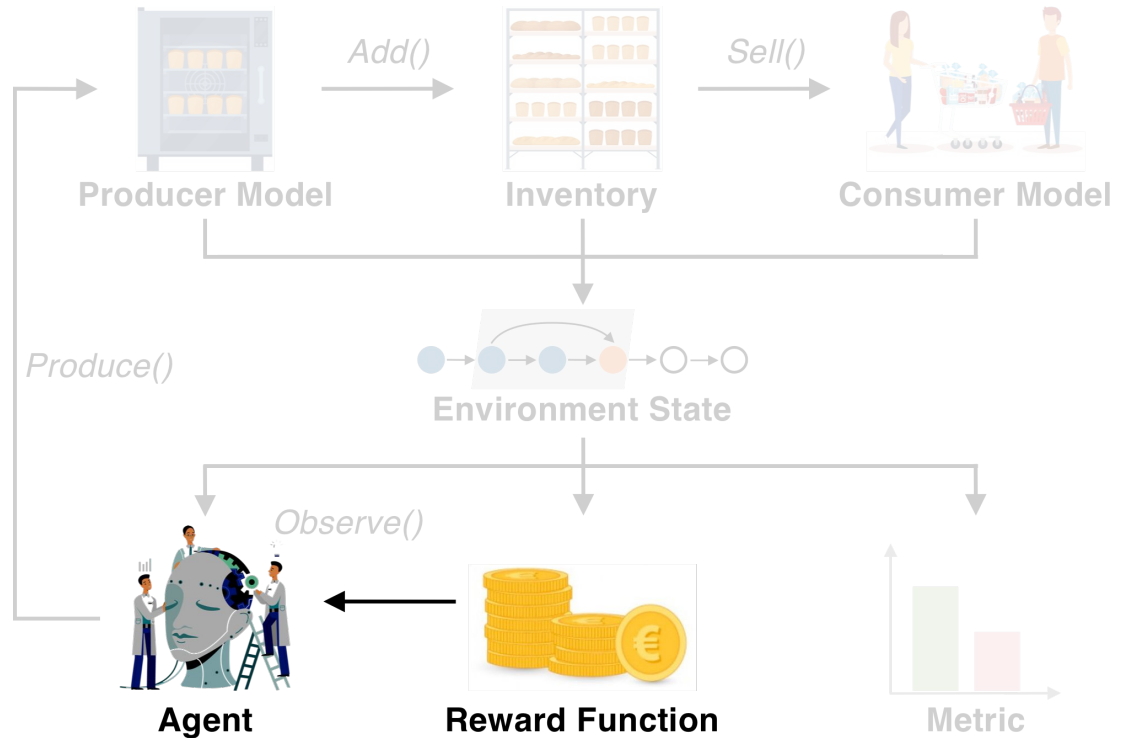 Add()
Sell()
Producer Model
Inventory
Consumer Model
Produce()
Environment State
Observe()
€
Agent
Reward Function
Metric